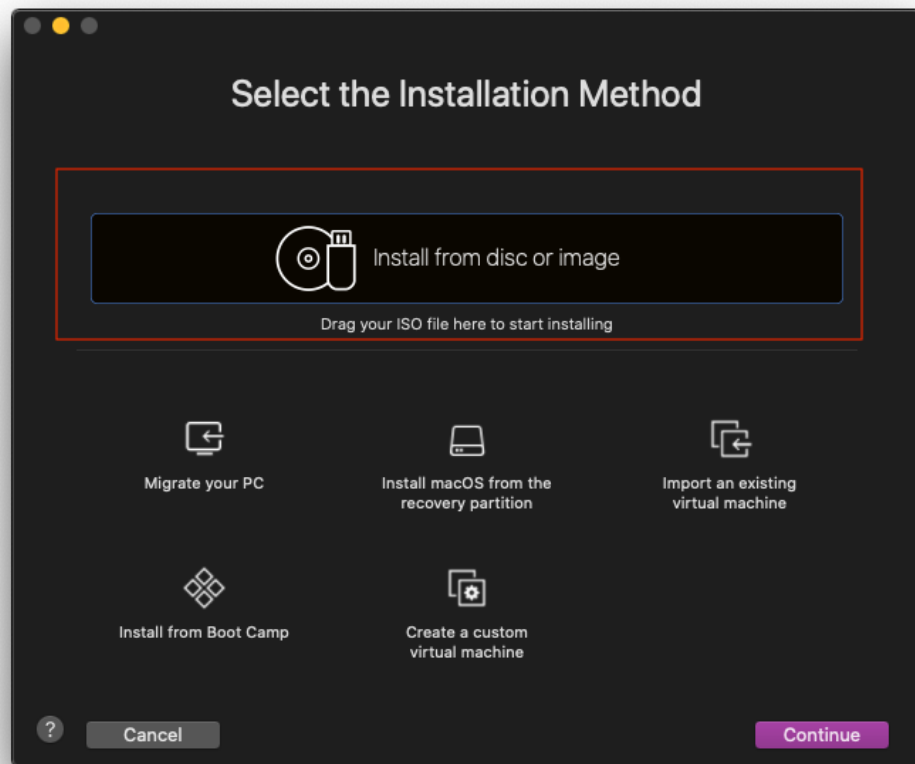 Select the Installation Method
Install from disc or image
Drag your ISO file here to start installing
Migrate your PC
Install macOS from the
recovery partition
Import an existing
virtual machine
Install from Boot Camp
Create a custom
virtual machine
?
Cancel
Continue